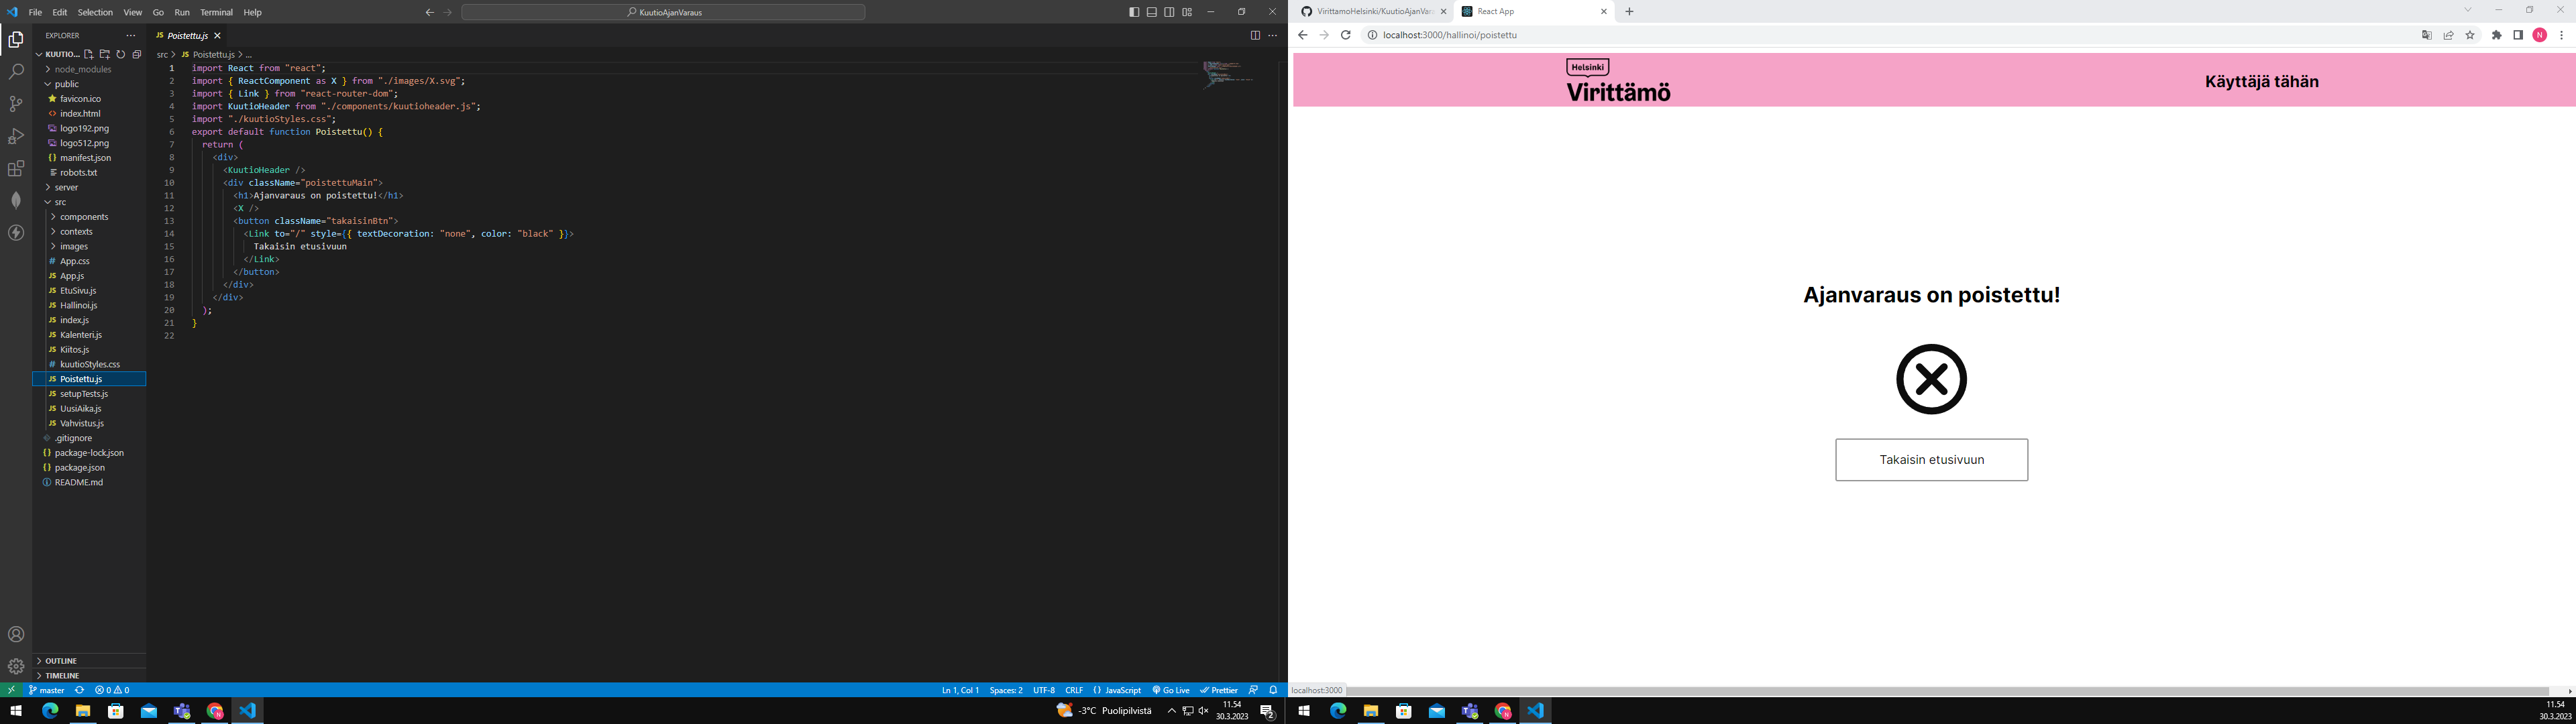 File Edit Selection View Go Run Terminal Help
KuutioAjanVaraus
EXPLORER
KUUTIO...
node_modules
public
favicon.ico
index.html
logo192.png
logo512.png
manifest.json
robots.txt
server
src
components
contexts
images
App.css
App.js
EtuSivu.js
Hallinoi.js
index.js
Kalenteri.js
Kiitos.js
kuutioStyles.css
Poistettu.js
setupTests.js
UusiAika.js
Vahvistus.js
.gitignore
package-lock.json
package.json
README.md
OUTLINE
TIMELINE
JS Poistettu.js
src > JS Poistettu.js > ...
1 import React from "react";
2 import { ReactComponent as X } from "./images/X.svg";
3 import { Link } from "react-router-dom";
4 import KuutioHeader from "./components/kuutioheader.js";
5 import "./kuutioStyles.css";
6 export default function Poistettu() {
7 return (
8 <div>
9 <KuutioHeader />
10 <div className="poistettuMain">
11 <h1>Ajanvaraus on poistettu!</h1>
12 <X />
13 <button className="takaisinBtn">
14 <Link to="/" style={{ textDecoration: "none", color: "black" }}>
15 Takaisin etusivuun
16 </Link>
17 </button>
18 </div>
19 </div>
20 );
21 }
22
master 0 0
Ln 1, Col 1 Spaces: 2 UTF-8 CRLF {} JavaScript Go Live Prettier
-3°C Puolipilvistä
11.54
30.3.2023
2
VirittamoHelsinki/KuutioAjanVar
React App
localhost:3000/hallinoi/poistettu
N
Helsinki
Virittämö
Käyttäjä tähän
Ajanvaraus on poistettu!
Takaisin etusivuun
localhost:3000
11.54
30.3.2023